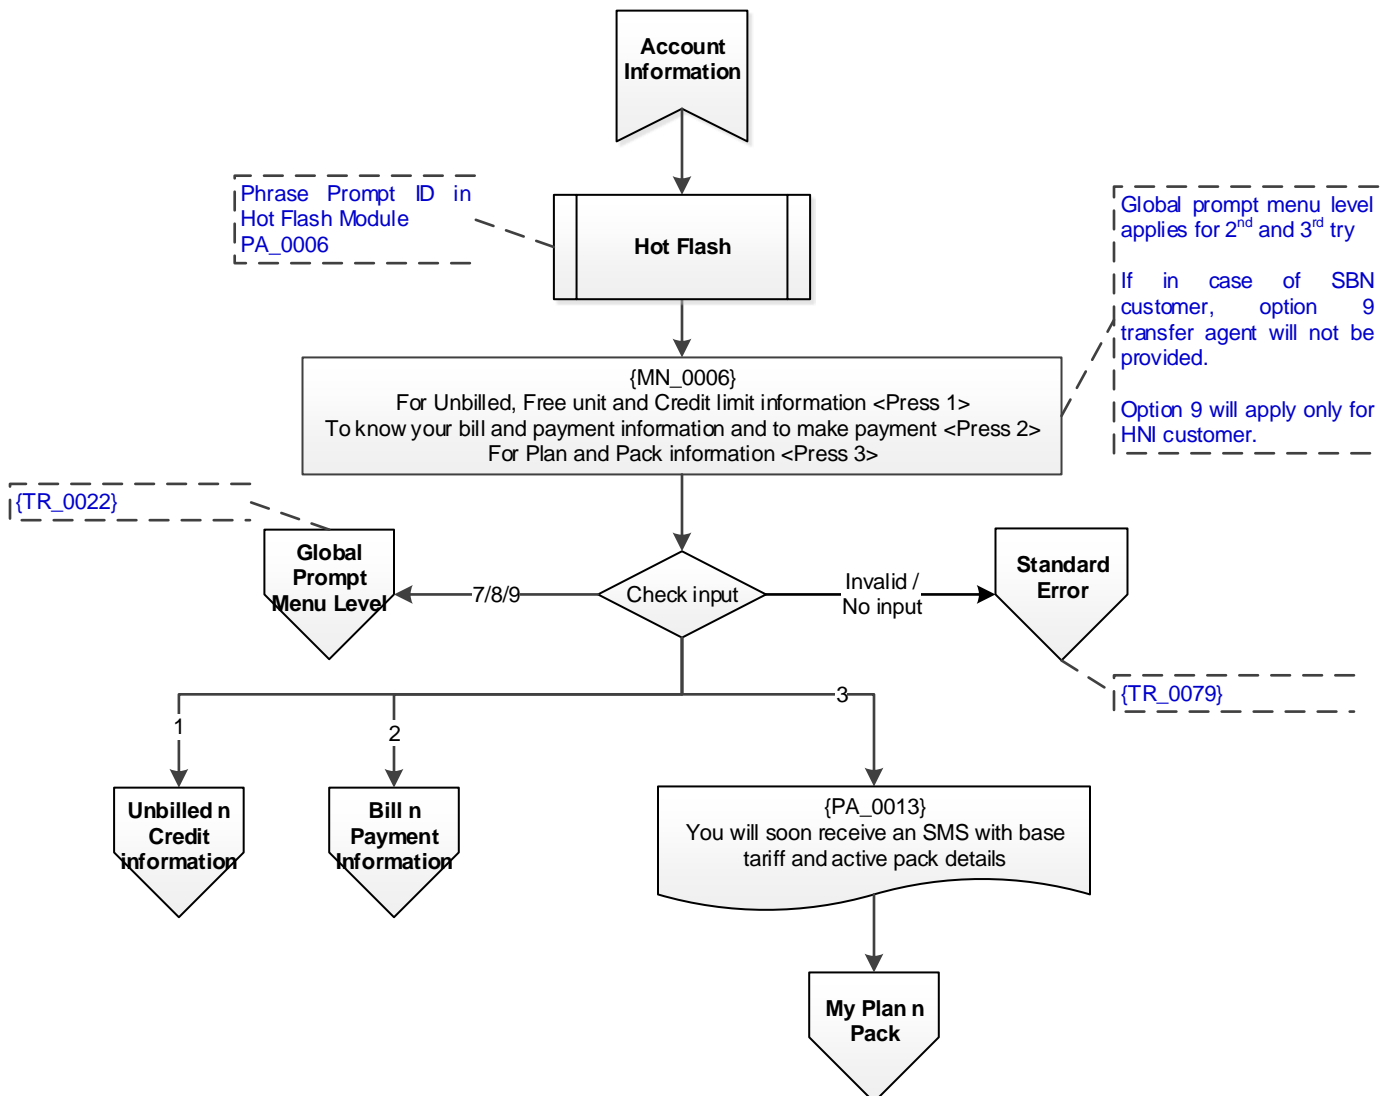 Account
Information
Phrase Prompt ID in
Hot Flash Module
PA_0006
Hot Flash
Global prompt menu level
applies for 2nd and 3rd try
If in case of SBN
customer, option 9
transfer agent will not be
provided.
Option 9 will apply only for
HNI customer.
{MN_0006}
For Unbilled, Free unit and Credit limit information <Press 1>
To know your bill and payment information and to make payment <Press 2>
For Plan and Pack information <Press 3>
{TR_0022}
Global
Prompt
Menu Level
7/8/9
Check input
Invalid /
No input
Standard
Error
{TR_0079}
1
2
3
Unbilled n
Credit
information
Bill n
Payment
Information
{PA_0013}
You will soon receive an SMS with base
tariff and active pack details
My Plan n
Pack